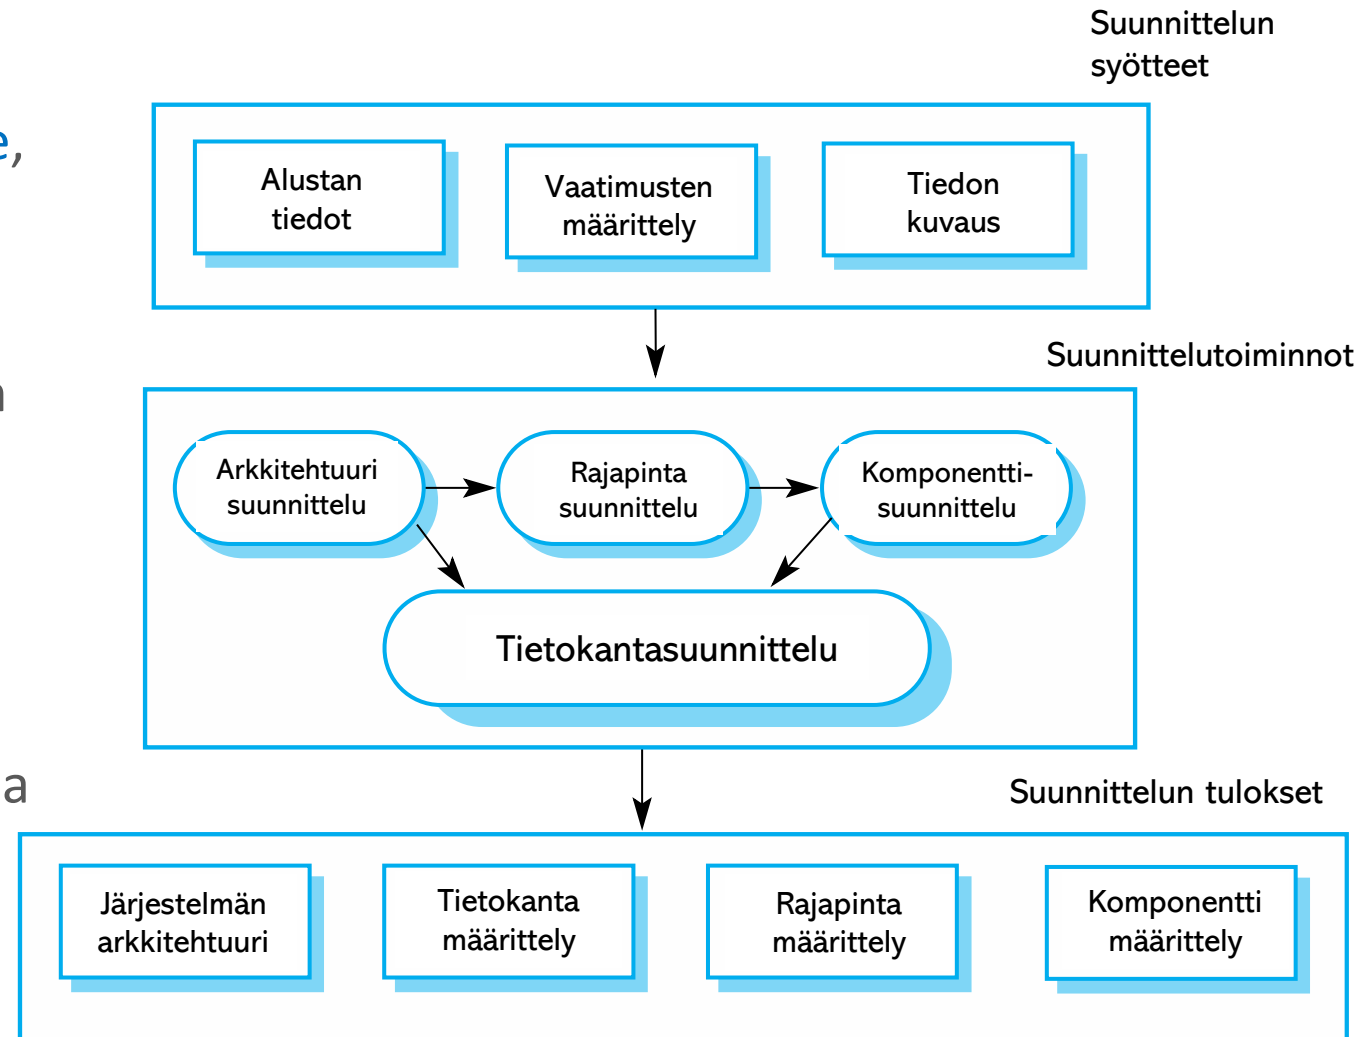 Suunnittelun
syötteet
e,
Alustan
tiedot
Vaatimusten
määrittely
Tiedon
kuvaus
Suunnittelutoiminnot
Arkkitehtuuri
suunnittelu
Rajapinta
suunnittelu
Komponentti-
suunnittelu
Tietokantasuunnittelu
a
Suunnittelun tulokset
Järjestelmän
arkkitehtuuri
Tietokanta
määrittely
Rajapinta
määrittely
Komponentti
määrittely